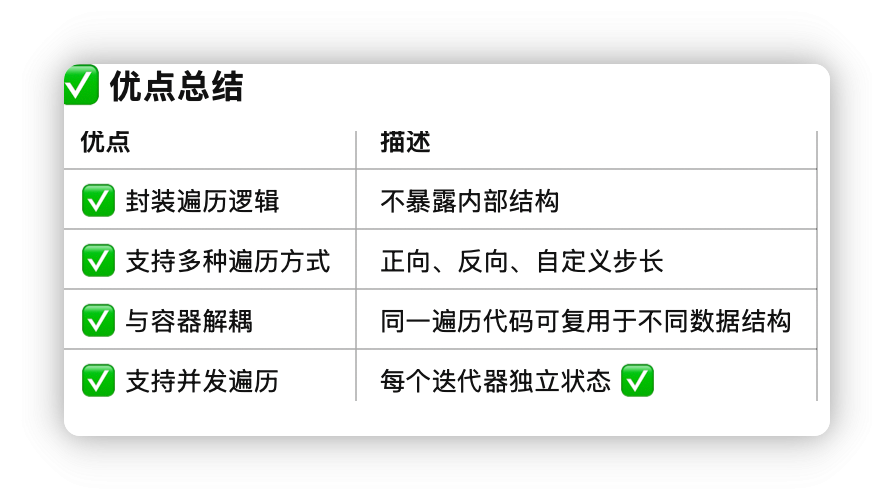 ✅ 优点总结
优点 描述
✅ 封装遍历逻辑 不暴露内部结构
✅ 支持多种遍历方式 正向、反向、自定义步长
✅ 与容器解耦 同一遍历代码可复用于不同数据结构
✅ 支持并发遍历 每个迭代器独立状态 ✅